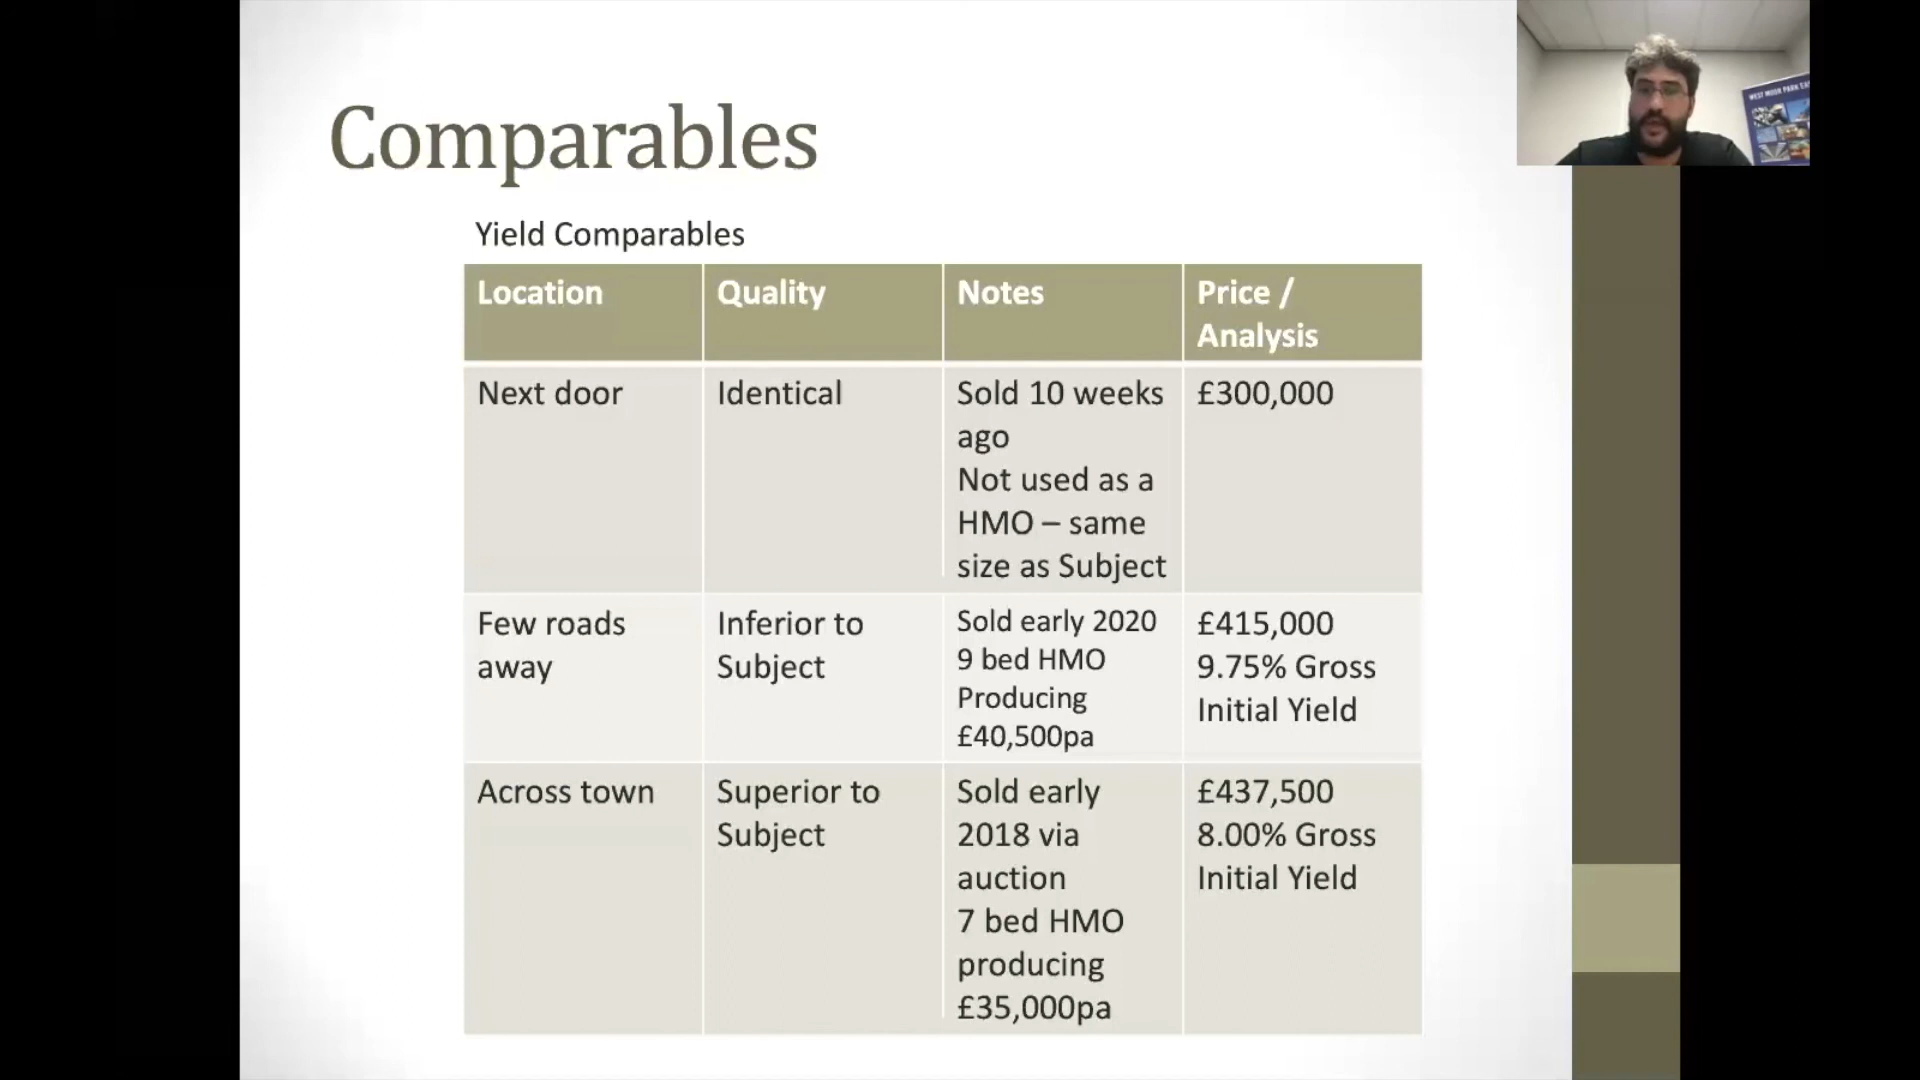 Comparables
Yield Comparables
Location
Quality
Notes
Price /
Analysis
Next door
Identical
Sold 10 weeks
ago
Not used as a
HMO – same
size as Subject
£300,000
Few roads
away
Inferior to
Subject
Sold early 2020
9 bed HMO
Producing
£40,500pa
£415,000
9.75% Gross
Initial Yield
Across town
Superior to
Subject
Sold early
2018 via
auction
7 bed HMO
producing
£35,000pa
£437,500
8.00% Gross
Initial Yield
WEST MOOR PARK